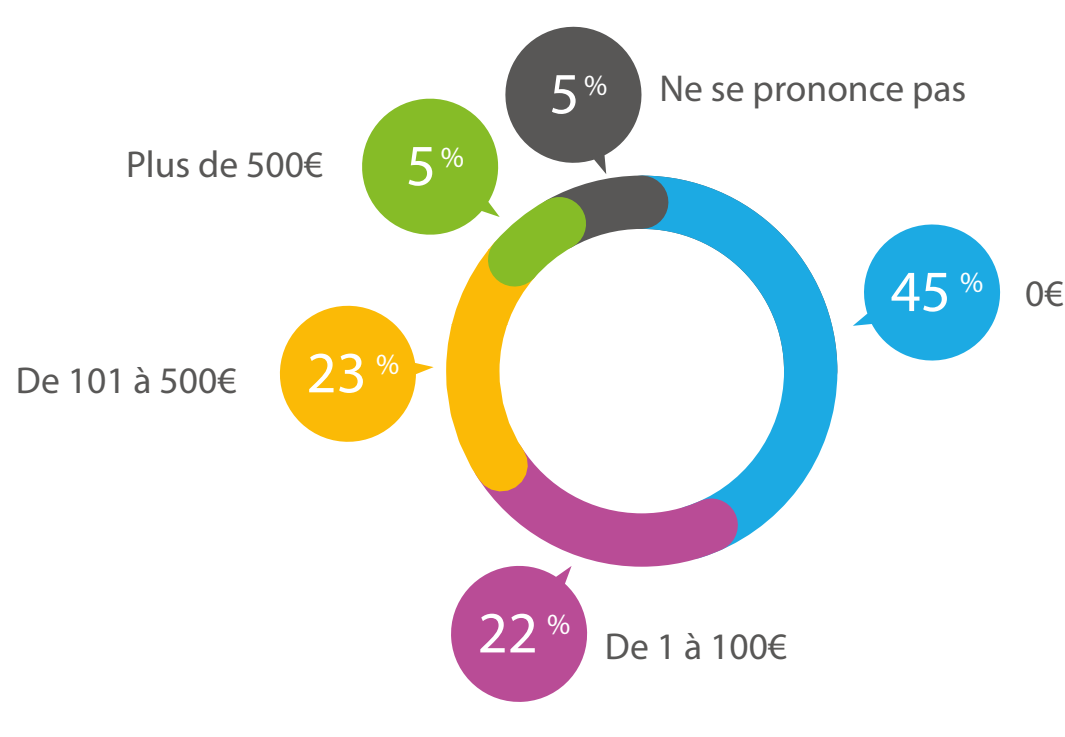 5 %
Ne se prononce pas
Plus de 500€
5 %
45 %
0€
De 101 à 500€
23 %
22 %
De 1 à 100€